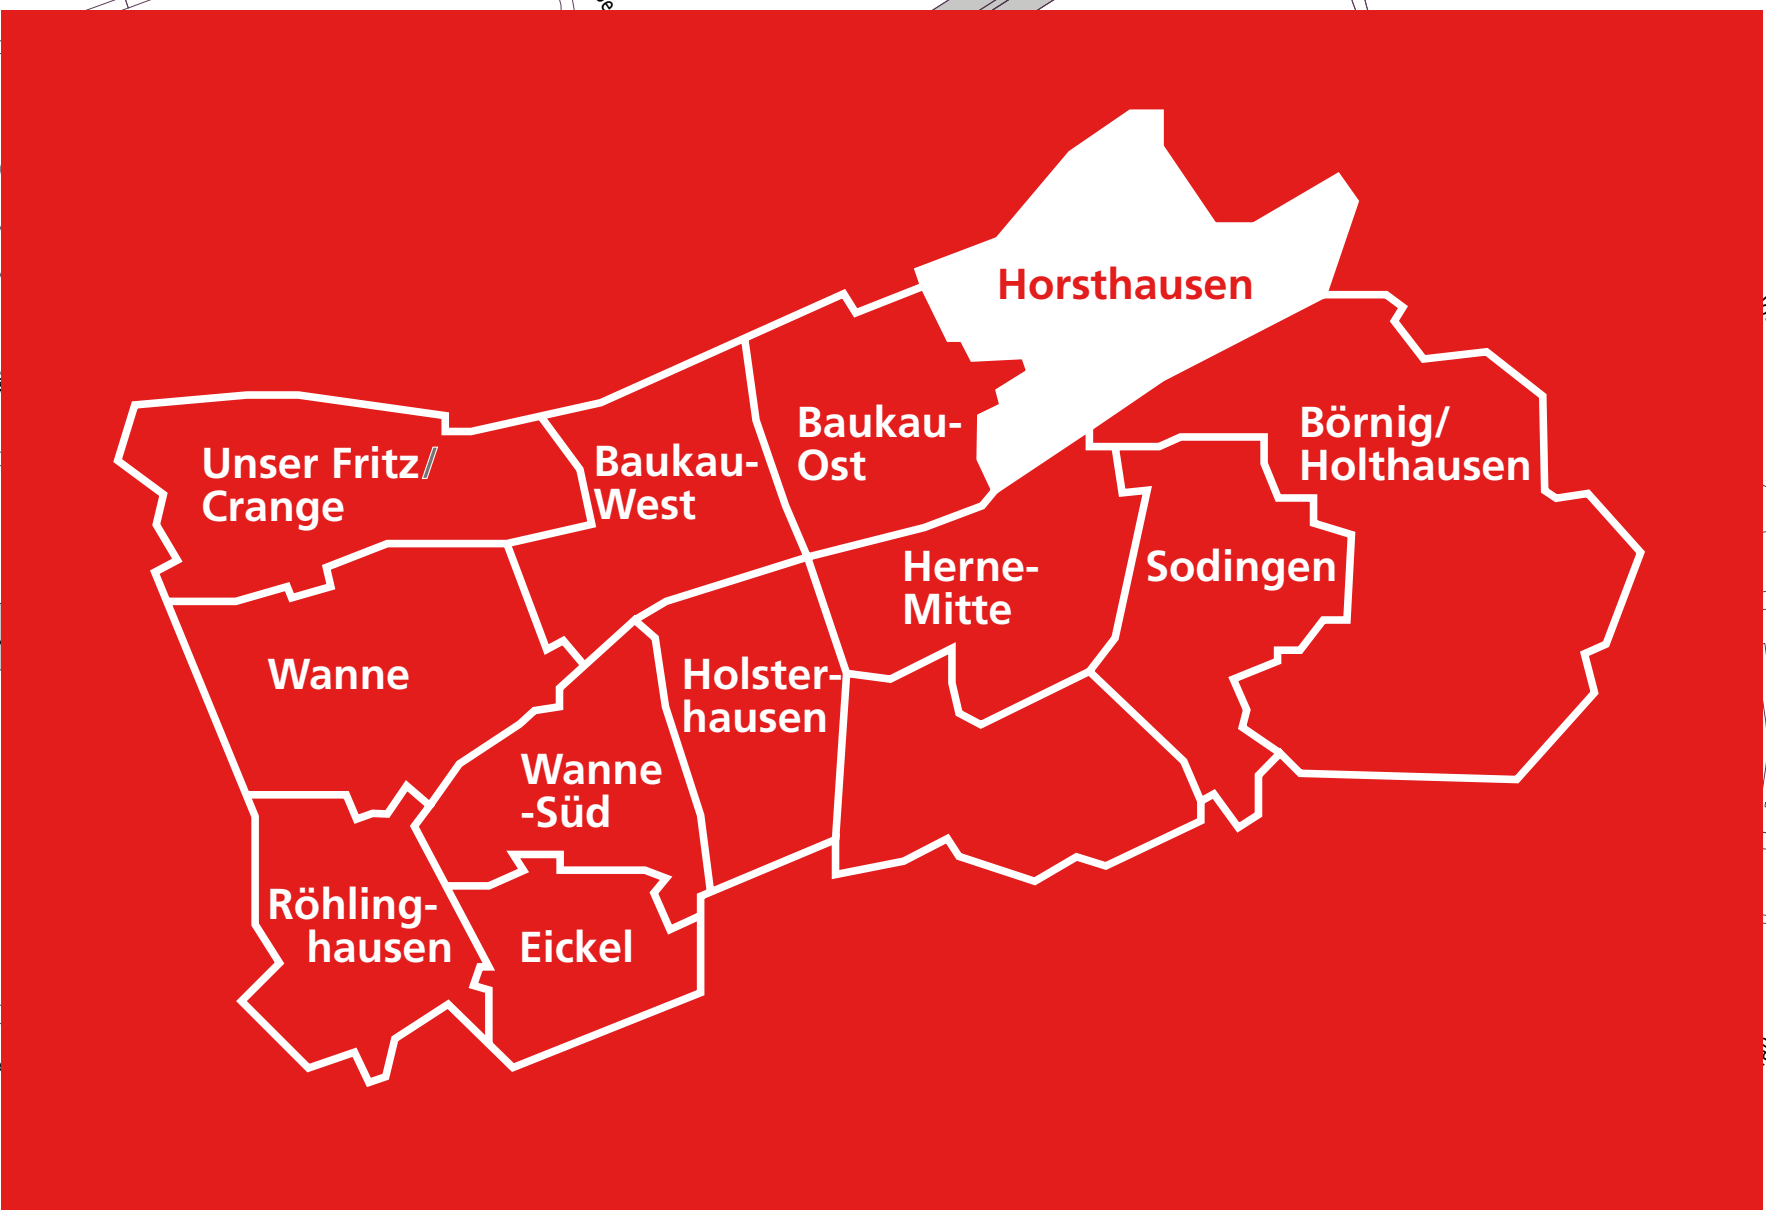 Horsthausen
Baukau-
Ost
Börnig/
Holthausen
Unser Fritz/
Crange
Baukau-
West
Herne-
Mitte
Sodingen
Wanne
Holster-
hausen
Wanne
-Süd
Röhling-
hausen
Eickel